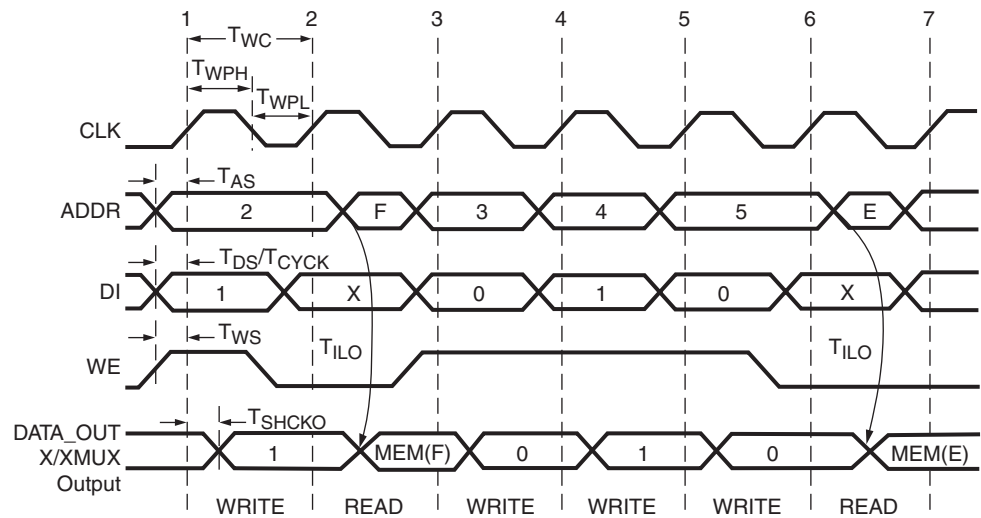 1 2 3 4 5 6 7
TWC
TWPH
TWPL
CLK
TAS
ADDR 2 F 3 4 5 E
TDS/TCYCK
DI 1 X 0 1 0 X
TWS
WE TILO TILO
TSHCKO
DATA_OUT
X/XMUX 1 MEM(F) 0 1 0 MEM(E)
Output
WRITE READ WRITE WRITE WRITE READ